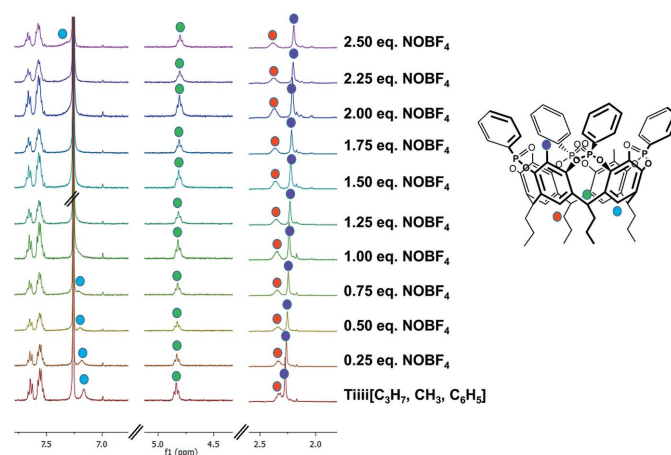 2.50 eq. NOBF4
2.25 eq. NOBF4
2.00 eq. NOBF4
1.75 eq. NOBF4
1.50 eq. NOBF4
1.25 eq. NOBF4
1.00 eq. NOBF4
0.75 eq. NOBF4
0.50 eq. NOBF4
0.25 eq. NOBF4
Tiiii[C3H7, CH3, C6H5]
7.5 7.0 5.0 4.5 2.5 2.0
f1 (ppm)